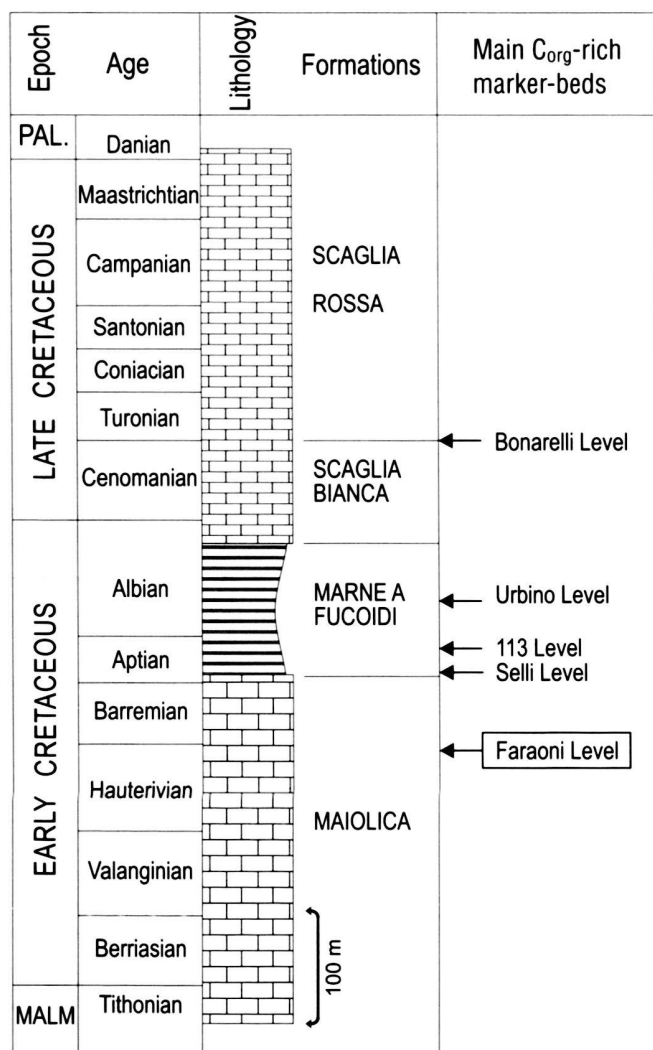 Epoch
Age
Lithology
Formations
Main Corg-rich
marker-beds
PAL.
LATE CRETACEOUS
EARLY CRETACEOUS
MALM
Danian
Maastrichtian
Campanian
Santonian
Coniacian
Turonian
Cenomanian
Albian
Aptian
Barremian
Hauterivian
Valanginian
Berriasian
Tithonian
SCAGLIA
ROSSA
SCAGLIA
BIANCA
MARNE A
FUCOIDI
MAIOLICA
100 m
Bonarelli Level
Urbino Level
113 Level
Selli Level
Faraoni Level